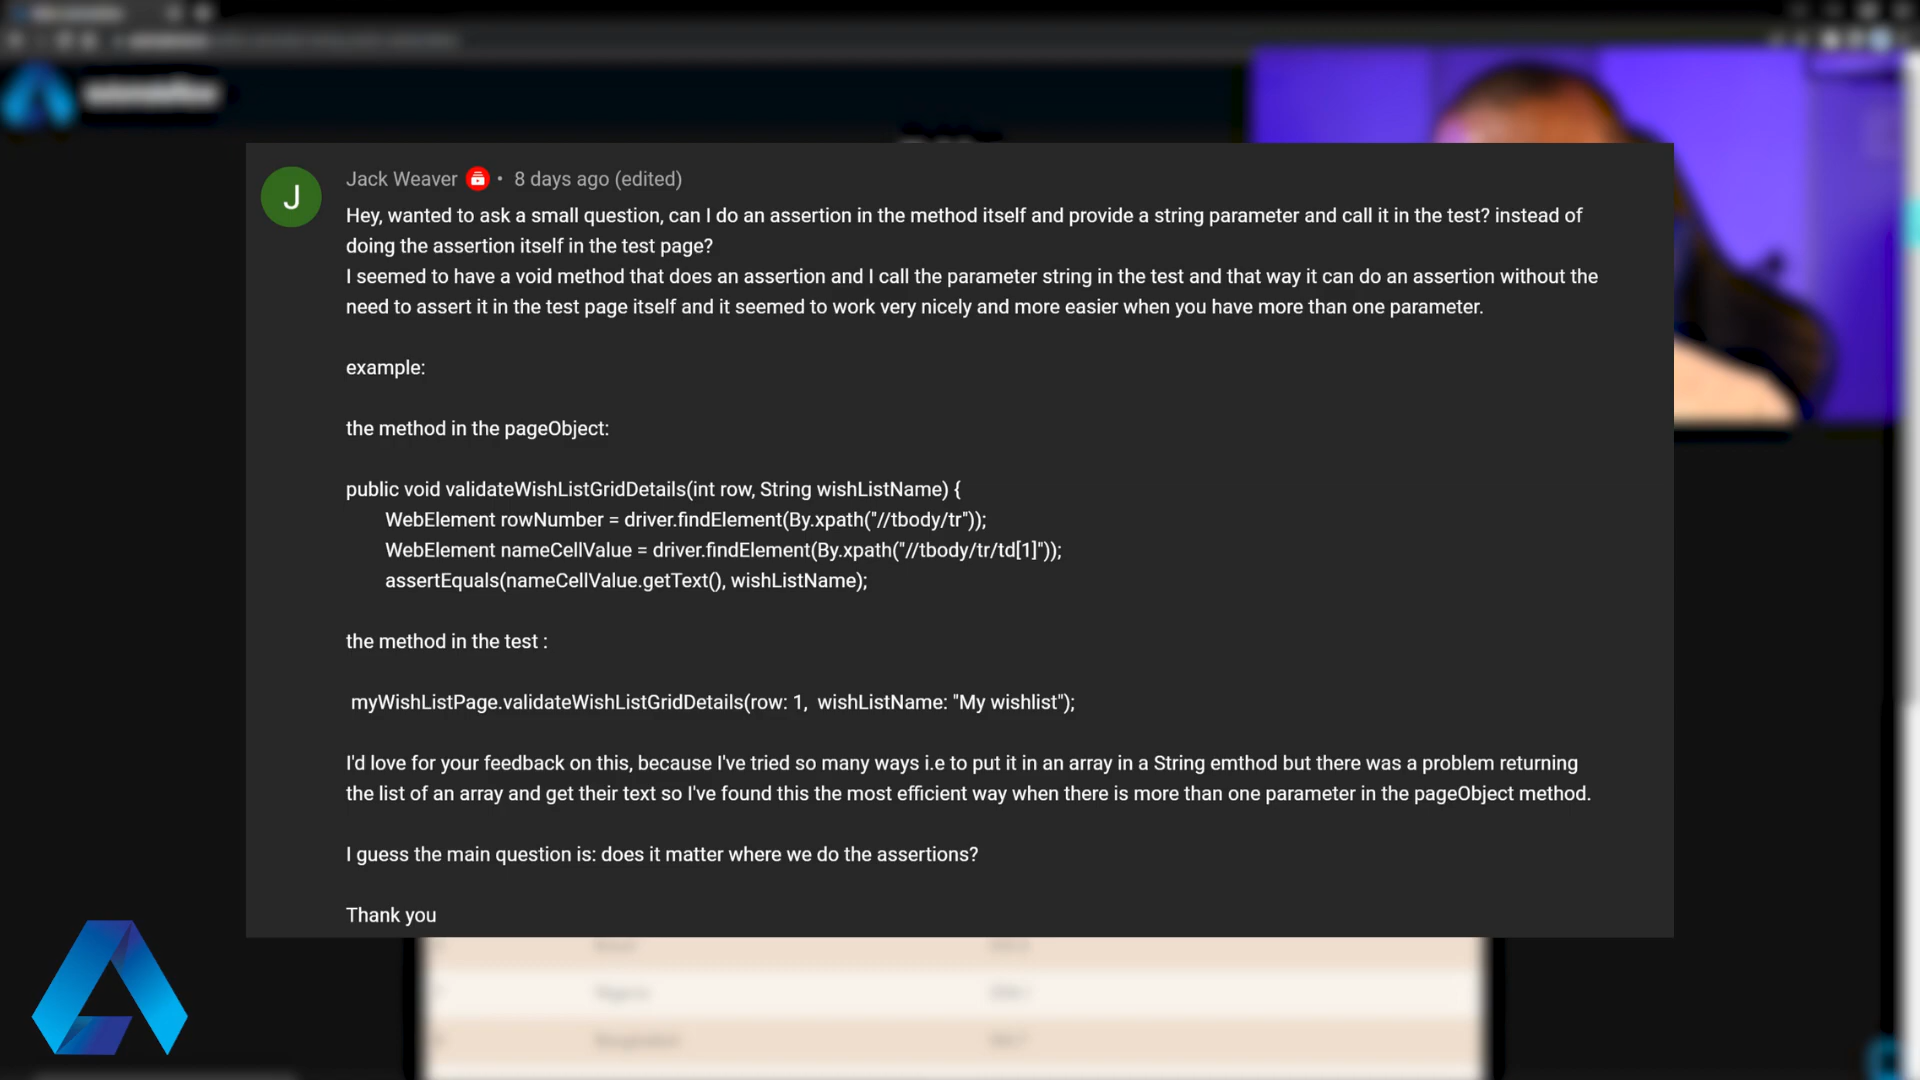 J
Jack Weaver • 8 days ago (edited)
Hey, wanted to ask a small question, can I do an assertion in the method itself and provide a string parameter and call it in the test? instead of
doing the assertion itself in the test page?
I seemed to have a void method that does an assertion and I call the parameter string in the test and that way it can do an assertion without the
need to assert it in the test page itself and it seemed to work very nicely and more easier when you have more than one parameter.
example:
the method in the pageObject:
public void validateWishListGridDetails(int row, String wishListName) {
WebElement rowNumber = driver.findElement(By.xpath("//tbody/tr"));
WebElement nameCellValue = driver.findElement(By.xpath("//tbody/tr/td[1]"));
assertEquals(nameCellValue.getText(), wishListName);
the method in the test :
myWishListPage.validateWishListGridDetails(row: 1,  wishListName: "My wishlist");
I'd love for your feedback on this, because I've tried so many ways i.e to put it in an array in a String emthod but there was a problem returning
the list of an array and get their text so I've found this the most efficient way when there is more than one parameter in the pageObject method.
I guess the main question is: does it matter where we do the assertions?
Thank you